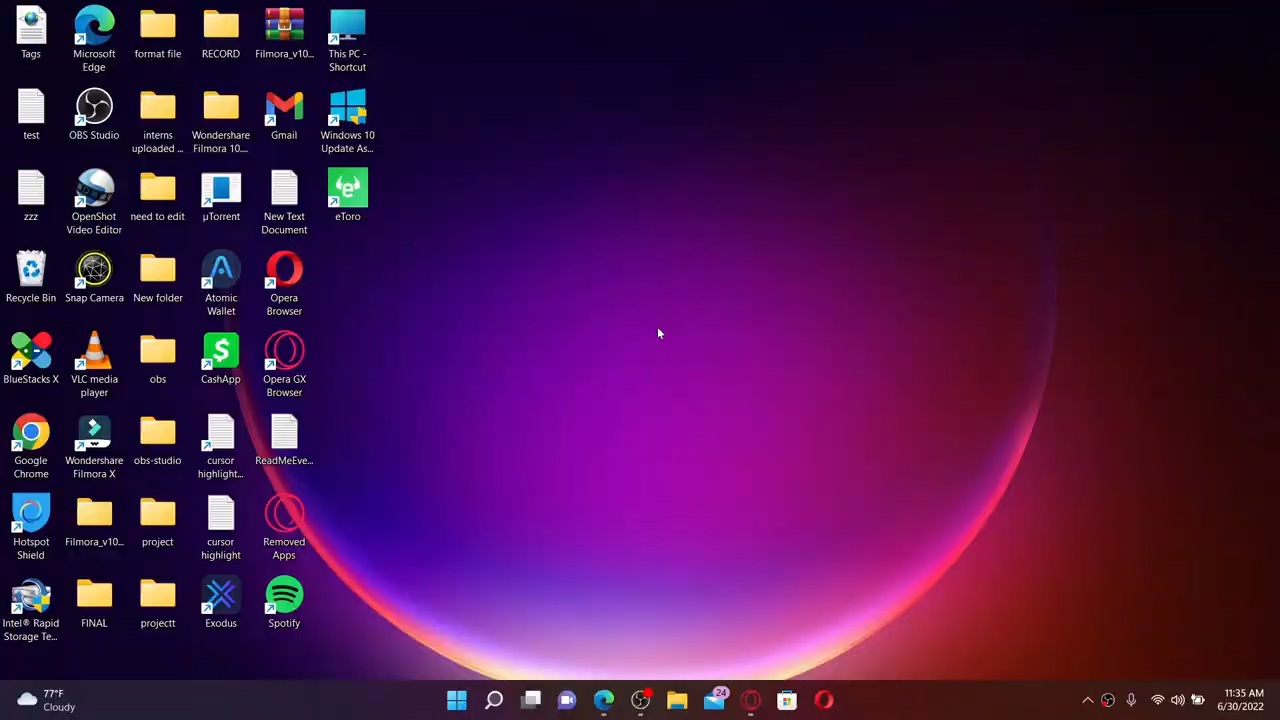 Tags
Microsoft
Edge
format file
RECORD
Filmora_v10...
This PC -
Shortcut
test
OBS Studio
interns
uploaded ...
Wondershare
Filmora 10....
Gmail
Windows 10
Update As...
zzz
OpenShot
Video Editor
need to edit
µTorrent
New Text
Document
eToro
Recycle Bin
Snap Camera
New folder
Atomic
Wallet
Opera
Browser
BlueStacks X
VLC media
player
obs
CashApp
Opera GX
Browser
Google
Chrome
Wondershare
Filmora X
obs-studio
cursor
highlight...
ReadMeEve...
Hotspot
Shield
Filmora_v10...
project
cursor
highlight
Removed
Apps
Intel® Rapid
Storage Te...
FINAL
projectt
Exodus
Spotify
77°F
Cloudy
24
11:35 AM
6/30/2022